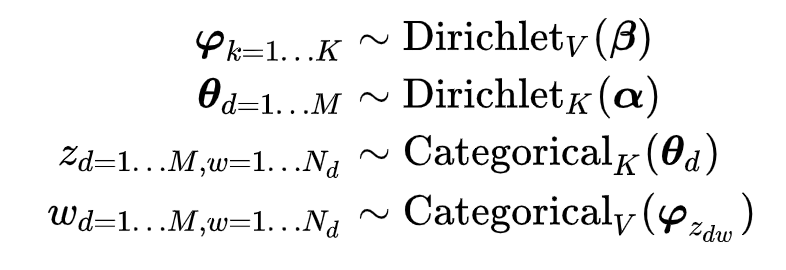 𝝋ₖ₌₁…K ∼ Dirichlet_V(𝜷)
𝜽_{d=1…M} ∼ Dirichlet_K(𝜶)
z_{d=1…M,w=1…N_d} ∼ Categorical_K(𝜽_d)
w_{d=1…M,w=1…N_d} ∼ Categorical_V(𝝋_{z_{dw}})